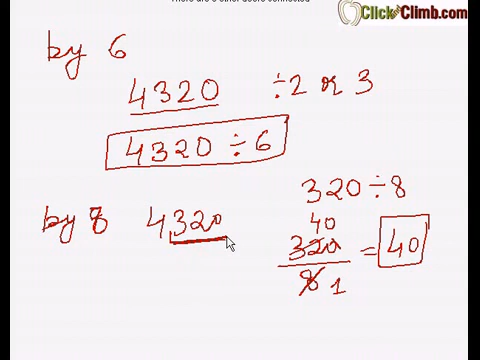 There are 3 other users connected
ClickOnClimb.com
by 6
4320 ÷2 or 3
4320 ÷ 6
320 ÷ 8
by 8 4320
40
320 = 40
8 1